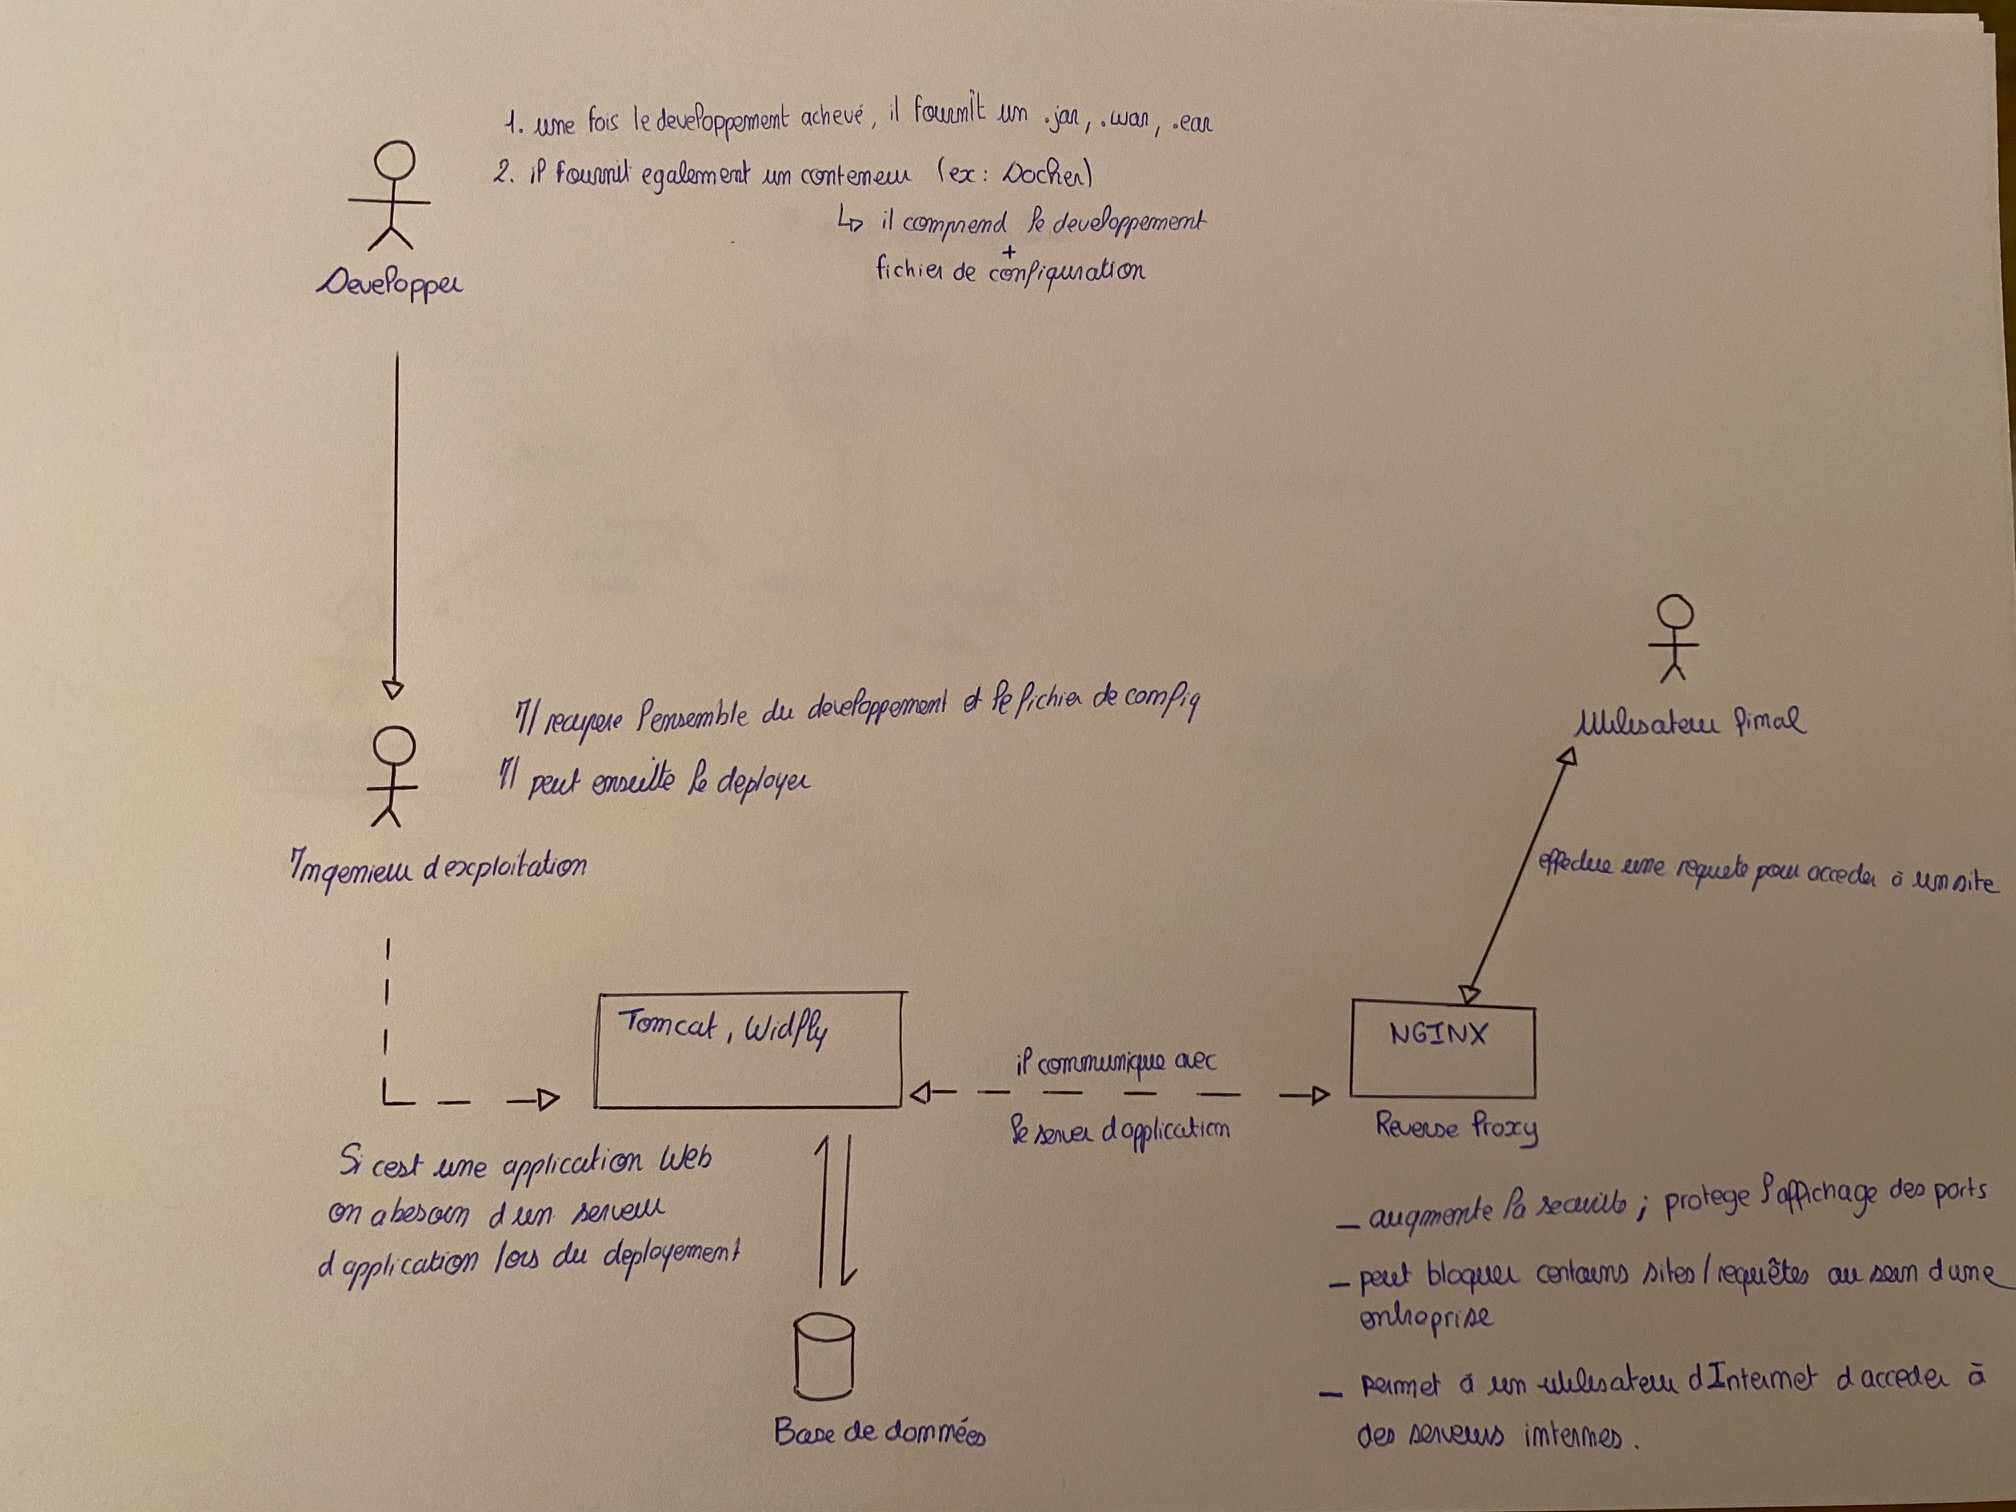 1. une fois le developpement achevé, il fournit un .jar, .war, .ear
2. il fournit egalement un conteneur (ex: Docker)
↳ il comprend le developpement
+
fichier de configuration
Developper
Il recupere l'ensemble du developpement et le fichier de config
Il peut ensuite le deployer
Ingenieur d'exploitation
Utilisateur final
effectue une requete pour acceder à un site
Tomcat, Widfly
NGINX
il communique avec
le server d'application
Reverse Proxy
Si c'est une application Web
on a besoin d'un serveur
d'application lors du deployement
Base de données
- augmente la securite ; protege l'affichage des ports
- peut bloquer certains sites/requêtes au sein d'une
entreprise
- Permet à un utilisateur d'Internet d'acceder à
des serveurs internes.